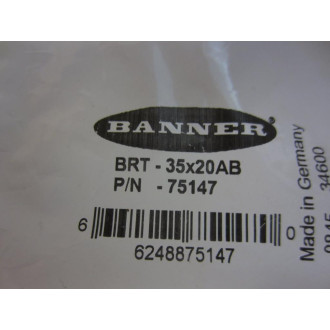 BANNER
BRT - 35x20AB
P/N - 75147
6 6248875147 0
Made in Germany
34600